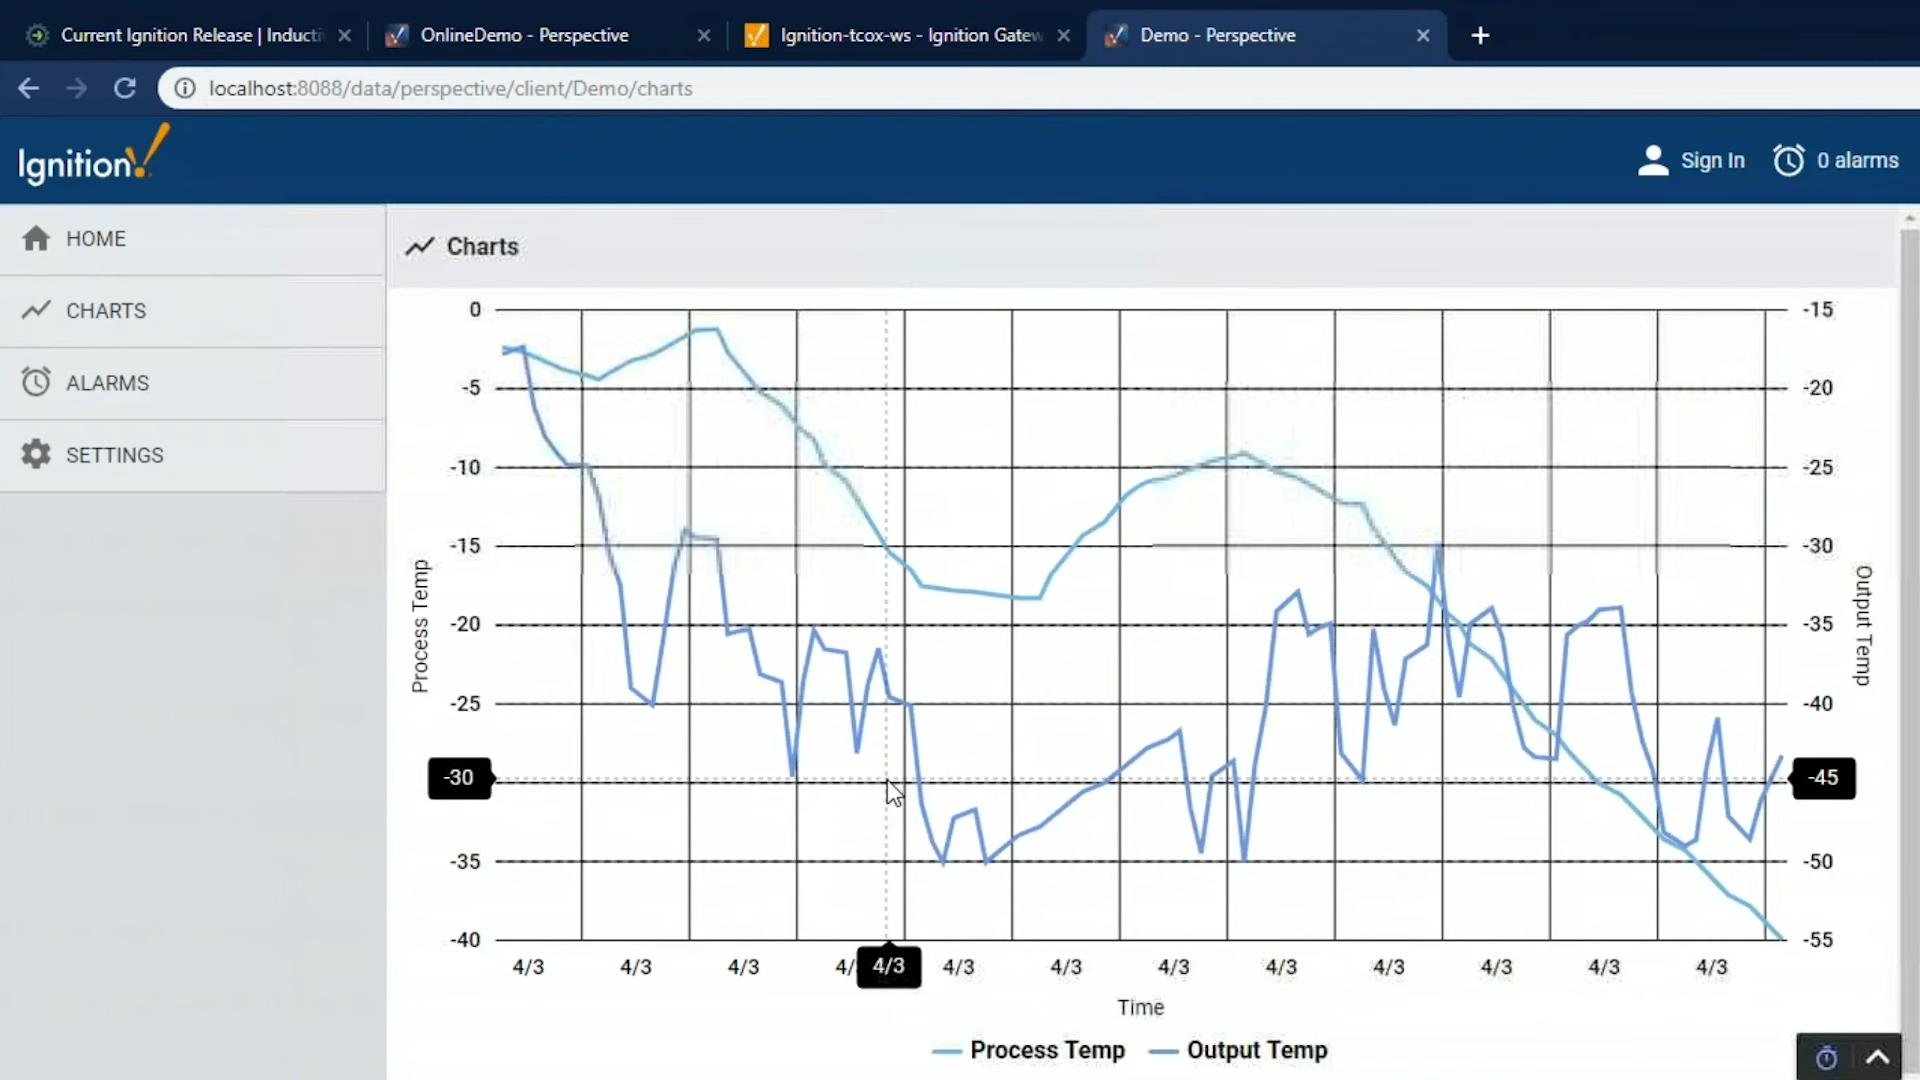 Current Ignition Release | Inducti
OnlineDemo - Perspective
Ignition-tcox-ws - Ignition Gatew
Demo - Perspective
localhost:8088/data/perspective/client/Demo/charts
Ignition!
Sign In
0 alarms
HOME
CHARTS
ALARMS
SETTINGS
Charts
0
-5
-10
-15
-20
-25
-30
-35
-40
Process Temp
-15
-20
-25
-30
-35
-40
-45
-50
-55
Output Temp
4/3 4/3 4/3 4/ 4/3 4/3 4/3 4/3 4/3 4/3 4/3 4/3 4/3
Time
Process Temp Output Temp